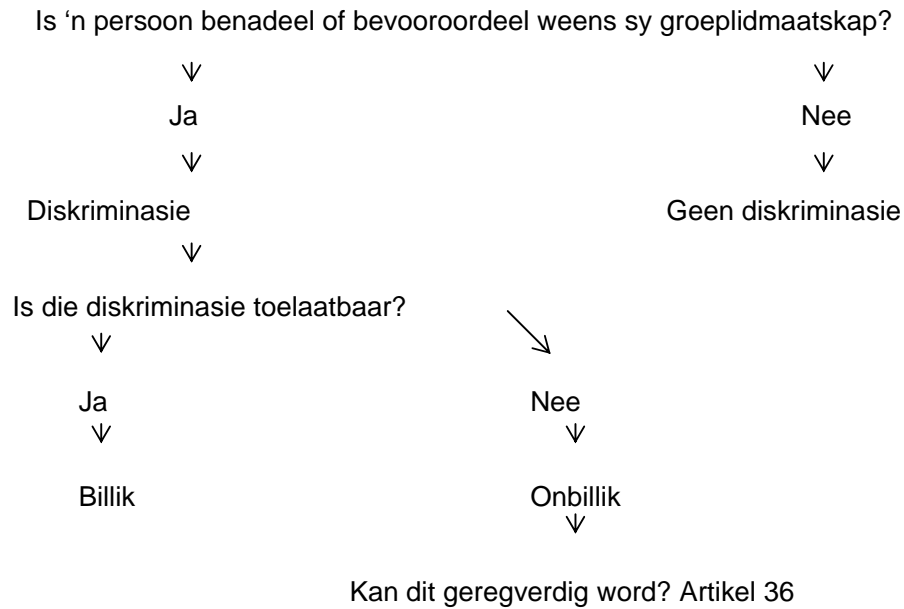 Is ‘n persoon benadeel of bevooroordeel weens sy groeplidmaatskap?
Ja Nee
Diskriminasie Geen diskriminasie
Is die diskriminasie toelaatbaar?
Ja Nee
Billik Onbillik
Kan dit geregverdig word? Artikel 36